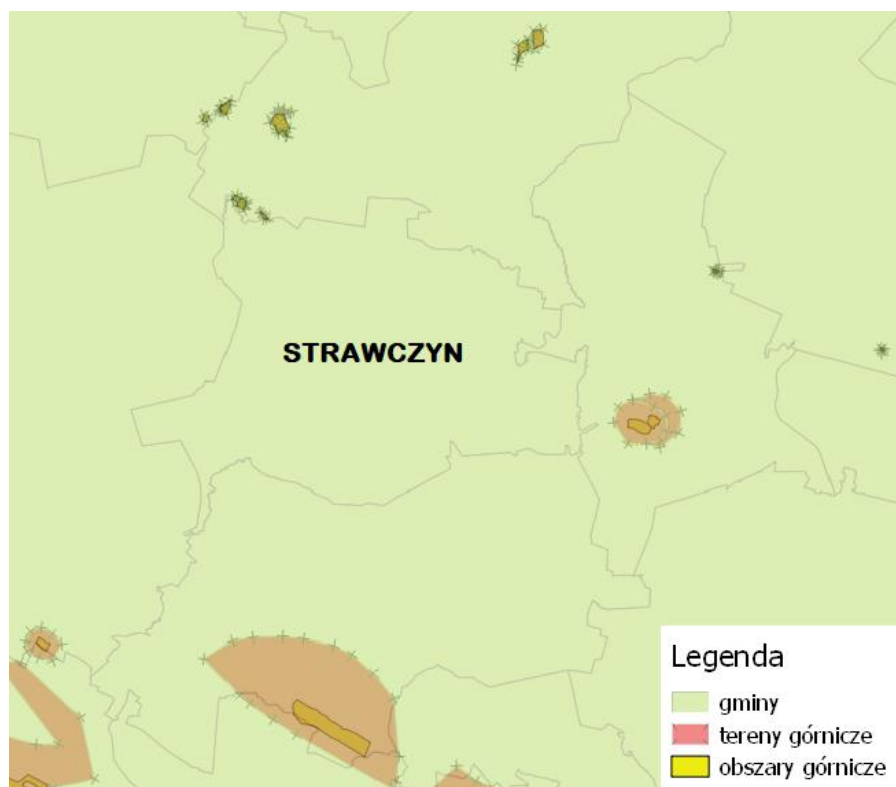 STRAWCZYN
Legenda
gminy
tereny górnicze
obszary górnicze